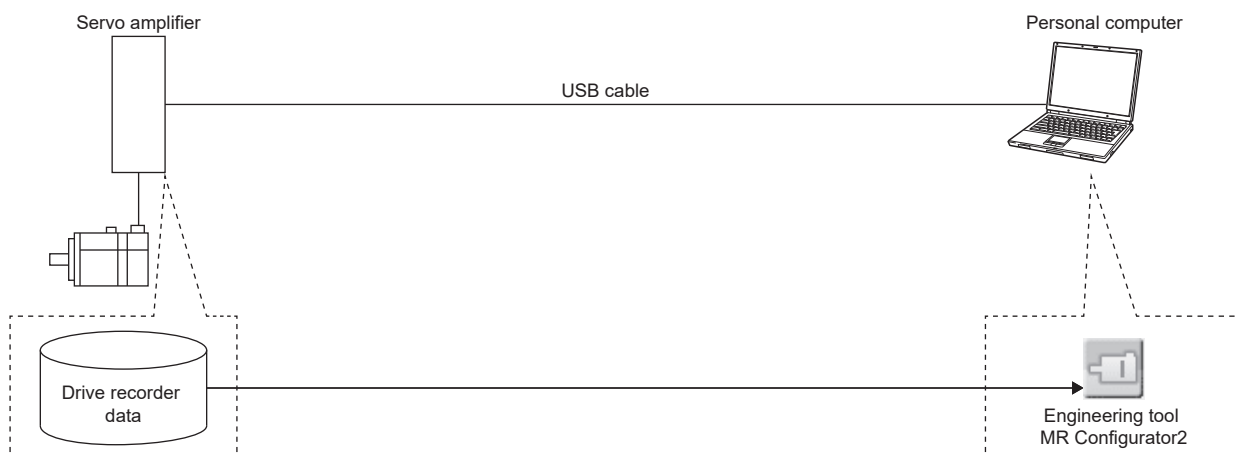 Servo amplifier
Personal computer
USB cable
Drive recorder
data
Engineering tool
MR Configurator2